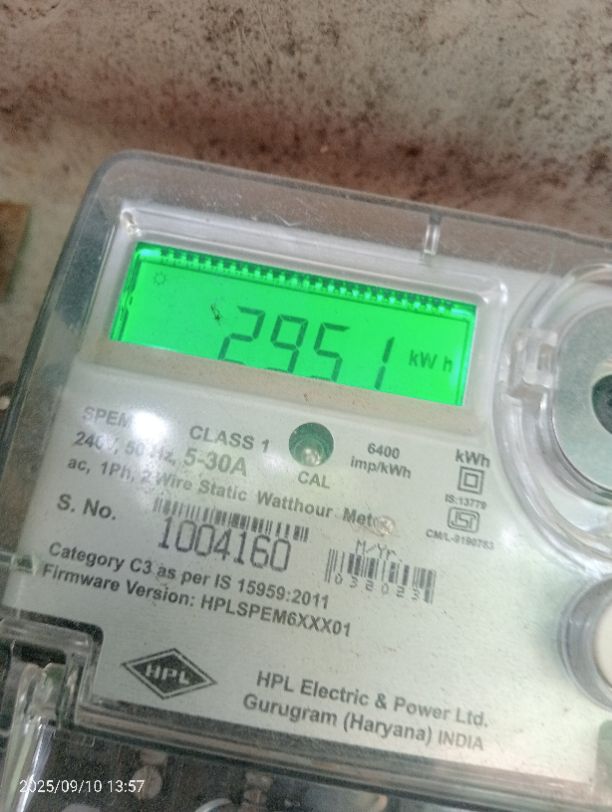 2951 kWh
CLASS 1
240V, 50 Hz, 5-30A
ac, 1Ph, 2 Wire Static Watthour Meter
CAL
6400
imp/kWh
kWh
IS:13779
ISI
CM/L-9190783
S. No.
1004160
M/Yr.
032023
Category C3 as per IS 15959:2011
Firmware Version: HPLSPEM6XXX01
HPL
HPL Electric & Power Ltd.
Gurugram (Haryana) INDIA
2025/09/10 13:57